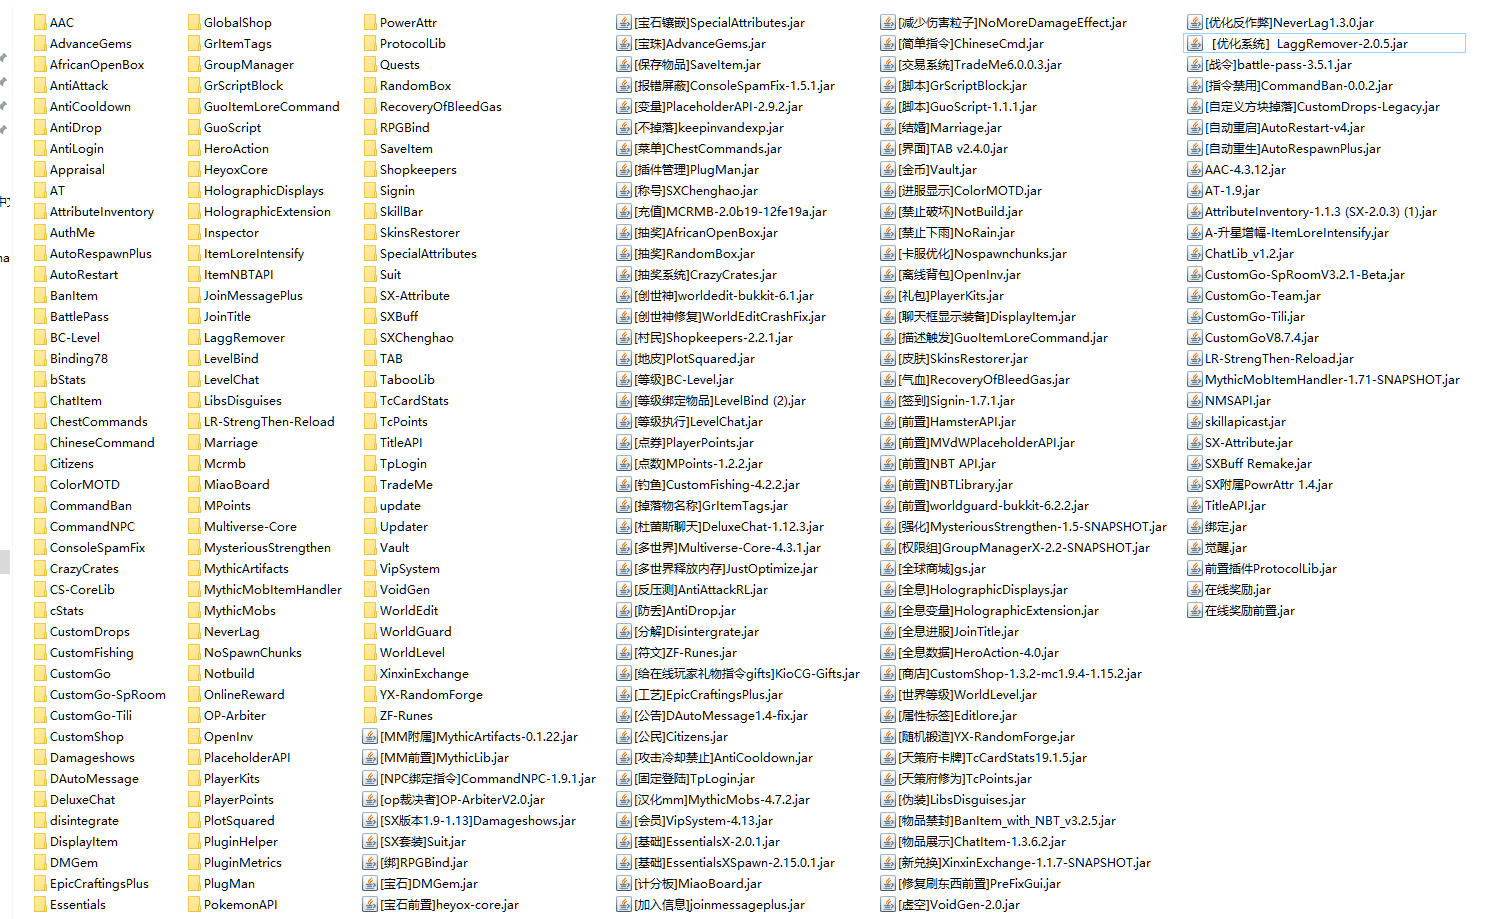 AAC
AdvanceGems
AfricanOpenBox
AntiAttack
AntiCooldown
AntiDrop
AntiLogin
Appraisal
AT
AttributeInventory
AuthMe
AutoRespawnPlus
AutoRestart
BanItem
BattlePass
BC-Level
Binding78
bStats
ChatItem
ChestCommands
ChineseCommand
Citizens
ColorMOTD
CommandBan
CommandNPC
ConsoleSpamFix
CrazyCrates
CS-CoreLib
cStats
CustomDrops
CustomFishing
CustomGo
CustomGo-SpRoom
CustomGo-Tili
CustomShop
Damageshows
DAutoMessage
DeluxeChat
disintegrate
DisplayItem
DMGem
EpicCraftingsPlus
Essentials
GlobalShop
GrItemTags
GroupManager
GrScriptBlock
GuoItemLoreCommand
GuoScript
HeroAction
HeyoxCore
HolographicDisplays
HolographicExtension
Inspector
ItemLoreIntensify
ItemNBTAPI
JoinMessagePlus
JoinTitle
LaggRemover
LevelBind
LevelChat
LibsDisguises
LR-StrengThen-Reload
Marriage
Mcrmb
MiaoBoard
MPoints
Multiverse-Core
MysteriousStrengthen
MythicArtifacts
MythicMobItemHandler
MythicMobs
NeverLag
NoSpawnChunks
Notbuild
OnlineReward
OP-Arbiter
OpenInv
PlaceholderAPI
PlayerKits
PlayerPoints
PlotSquared
PluginHelper
PluginMetrics
PlugMan
PokemonAPI
PowerAttr
ProtocolLib
Quests
RandomBox
RecoveryOfBleedGas
RPGBind
SaveItem
Shopkeepers
Signin
SkillBar
SkinsRestorer
SpecialAttributes
Suit
SX-Attribute
SXBuff
SXChenghao
TAB
TabooLib
TcCardStats
TcPoints
TitleAPI
TpLogin
TradeMe
update
Updater
Vault
VipSystem
VoidGen
WorldEdit
WorldGuard
WorldLevel
XinxinExchange
YX-RandomForge
ZF-Runes
[MM附属]MythicArtifacts-0.1.22.jar
[MM前置]MythicLib.jar
[NPC绑定指令]CommandNPC-1.9.1.jar
[op裁决者]OP-ArbiterV2.0.jar
[SX版本1.9-1.13]Damageshows.jar
[SX套装]Suit.jar
[绑]RPGBind.jar
[宝石]DMGem.jar
[宝石前置]heyox-core.jar
[宝石镶嵌]SpecialAttributes.jar
[宝珠]AdvanceGems.jar
[保存物品]SaveItem.jar
[报错屏蔽]ConsoleSpamFix-1.5.1.jar
[变量]PlaceholderAPI-2.9.2.jar
[不掉落]keepinvandexp.jar
[菜单]ChestCommands.jar
[插件管理]PlugMan.jar
[称号]SXChenghao.jar
[充值]MCRMB-2.0b19-12fe19a.jar
[抽奖]AfricanOpenBox.jar
[抽奖]RandomBox.jar
[抽奖系统]CrazyCrates.jar
[创世神]worldedit-bukkit-6.1.jar
[创世神修复]WorldEditCrashFix.jar
[村民]Shopkeepers-2.2.1.jar
[地皮]PlotSquared.jar
[等级]BC-Level.jar
[等级绑定物品]LevelBind (2).jar
[等级执行]LevelChat.jar
[点券]PlayerPoints.jar
[点数]MPoints-1.2.2.jar
[钓鱼]CustomFishing-4.2.2.jar
[掉落物名称]GrItemTags.jar
[杜苗斯聊天]DeluxeChat-1.12.3.jar
[多世界]Multiverse-Core-4.3.1.jar
[多世界释放内存]JustOptimize.jar
[反压测]AntiAttackRL.jar
[防丢]AntiDrop.jar
[分解]Disintergrate.jar
[符文]ZF-Runes.jar
[给在线玩家礼物指令gifts]KioCG-Gifts.jar
[工艺]EpicCraftingsPlus.jar
[公告]DAutoMessage1.4-fix.jar
[公民]Citizens.jar
[攻击冷却禁止]AntiCooldown.jar
[固定登陆]TpLogin.jar
[汉化mm]MythicMobs-4.7.2.jar
[会员]VipSystem-4.13.jar
[基础]EssentialsX-2.0.1.jar
[基础]EssentialsXSpawn-2.15.0.1.jar
[计分板]MiaoBoard.jar
[加入信息]joinmessageplus.jar
[减少伤害粒子]NoMoreDamageEffect.jar
[简单指令]ChineseCmd.jar
[交易系统]TradeMe6.0.0.3.jar
[脚本]GrScriptBlock.jar
[脚本]GuoScript-1.1.1.jar
[结婚]Marriage.jar
[界面]TAB v2.4.0.jar
[金币]Vault.jar
[进服显示]ColorMOTD.jar
[禁止破坏]NotBuild.jar
[禁止下雨]NoRain.jar
[卡服优化]Nospawnchunks.jar
[离线背包]OpenInv.jar
[礼包]PlayerKits.jar
[聊天框显示装备]DisplayItem.jar
[描述触发]GuoItemLoreCommand.jar
[皮肤]SkinsRestorer.jar
[气血]RecoveryOfBleedGas.jar
[签到]Signin-1.7.1.jar
[前置]HamsterAPI.jar
[前置]MVdWPlaceholderAPI.jar
[前置]NBT API.jar
[前置]NBTLibrary.jar
[前置]worldguard-bukkit-6.2.2.jar
[强化]MysteriousStrengthen-1.5-SNAPSHOT.jar
[权限组]GroupManagerX-2.2-SNAPSHOT.jar
[全球商城]gs.jar
[全息]HolographicDisplays.jar
[全息变量]HolographicExtension.jar
[全息进服]JoinTitle.jar
[全息数据]HeroAction-4.0.jar
[商店]CustomShop-1.3.2-mc1.9.4-1.15.2.jar
[世界等级]WorldLevel.jar
[属性标签]Editlore.jar
[随机锻造]YX-RandomForge.jar
[天策府卡牌]TcCardStats19.1.5.jar
[天策府修为]TcPoints.jar
[伪装]LibsDisguises.jar
[物品禁封]BanItem_with_NBT_v3.2.5.jar
[物品展示]ChatItem-1.3.6.2.jar
[新兑换]XinxinExchange-1.1.7-SNAPSHOT.jar
[修复刷东西前置]PreFixGui.jar
[虚空]VoidGen-2.0.jar
[优化反作弊]NeverLag1.3.0.jar
[优化系统] LaggRemover-2.0.5.jar
[战令]battle-pass-3.5.1.jar
[指令禁用]CommandBan-0.0.2.jar
[自定义方块掉落]CustomDrops-Legacy.jar
[自动重启]AutoRestart-v4.jar
[自动重生]AutoRespawnPlus.jar
AAC-4.3.12.jar
AT-1.9.jar
AttributeInventory-1.1.3 (SX-2.0.3) (1).jar
A-升星增幅-ItemLoreIntensify.jar
ChatLib_v1.2.jar
CustomGo-SpRoomV3.2.1-Beta.jar
CustomGo-Team.jar
CustomGo-Tili.jar
CustomGoV8.7.4.jar
LR-StrengThen-Reload.jar
MythicMobItemHandler-1.71-SNAPSHOT.jar
NMSAPI.jar
skillapicast.jar
SX-Attribute.jar
SXBuff Remake.jar
SX附属PowrAttr 1.4.jar
TitleAPI.jar
绑定.jar
觉醒.jar
前置插件ProtocolLib.jar
在线奖励.jar
在线奖励前置.jar